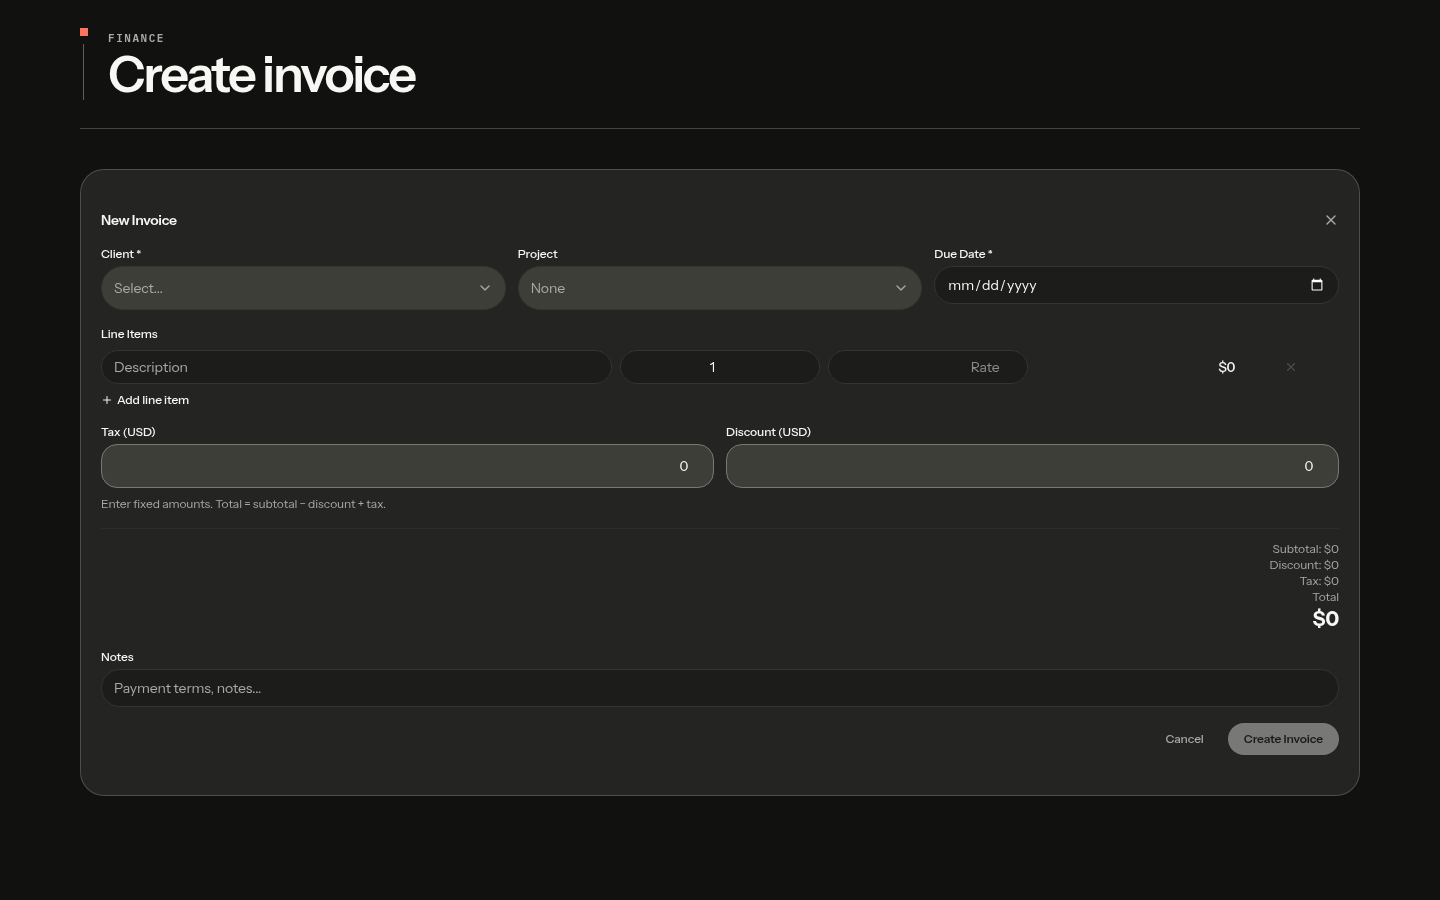 FINANCE
Create invoice
New Invoice
Client * Project Due Date *
Select... None mm/dd/yyyy
Line Items
Description 1 Rate $0
+ Add line item
Tax (USD) Discount (USD)
0 0
Enter fixed amounts. Total = subtotal − discount + tax.
Subtotal: $0
Discount: $0
Tax: $0
Total
$0
Notes
Payment terms, notes...
Cancel Create Invoice